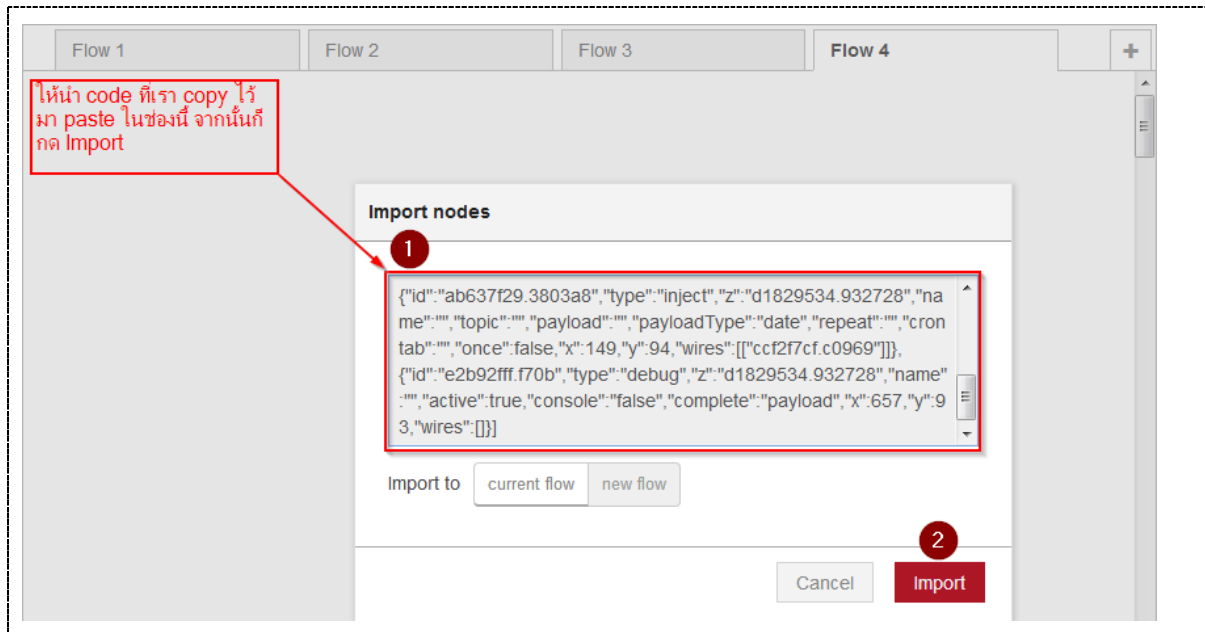 Flow 1
Flow 2
Flow 3
Flow 4
+
ให้นำ code ที่เรา copy ไว้
มา paste ในช่องนี้ จากนั้นก็
กด Import
Import nodes
1
{"id":"ab637f29.3803a8","type":"inject","z":"d1829534.932728","na
me":"","topic":"","payload":"","payloadType":"date","repeat":"","cron
tab":"","once":false,"x":149,"y":94,"wires":[["ccf2f7cf.c0969"]]},
{"id":"e2b92fff.f70b","type":"debug","z":"d1829534.932728","name"
:"","active":true,"console":"false","complete":"payload","x":657,"y":9
3,"wires":[]}]
Import to
current flow
new flow
2
Cancel
Import